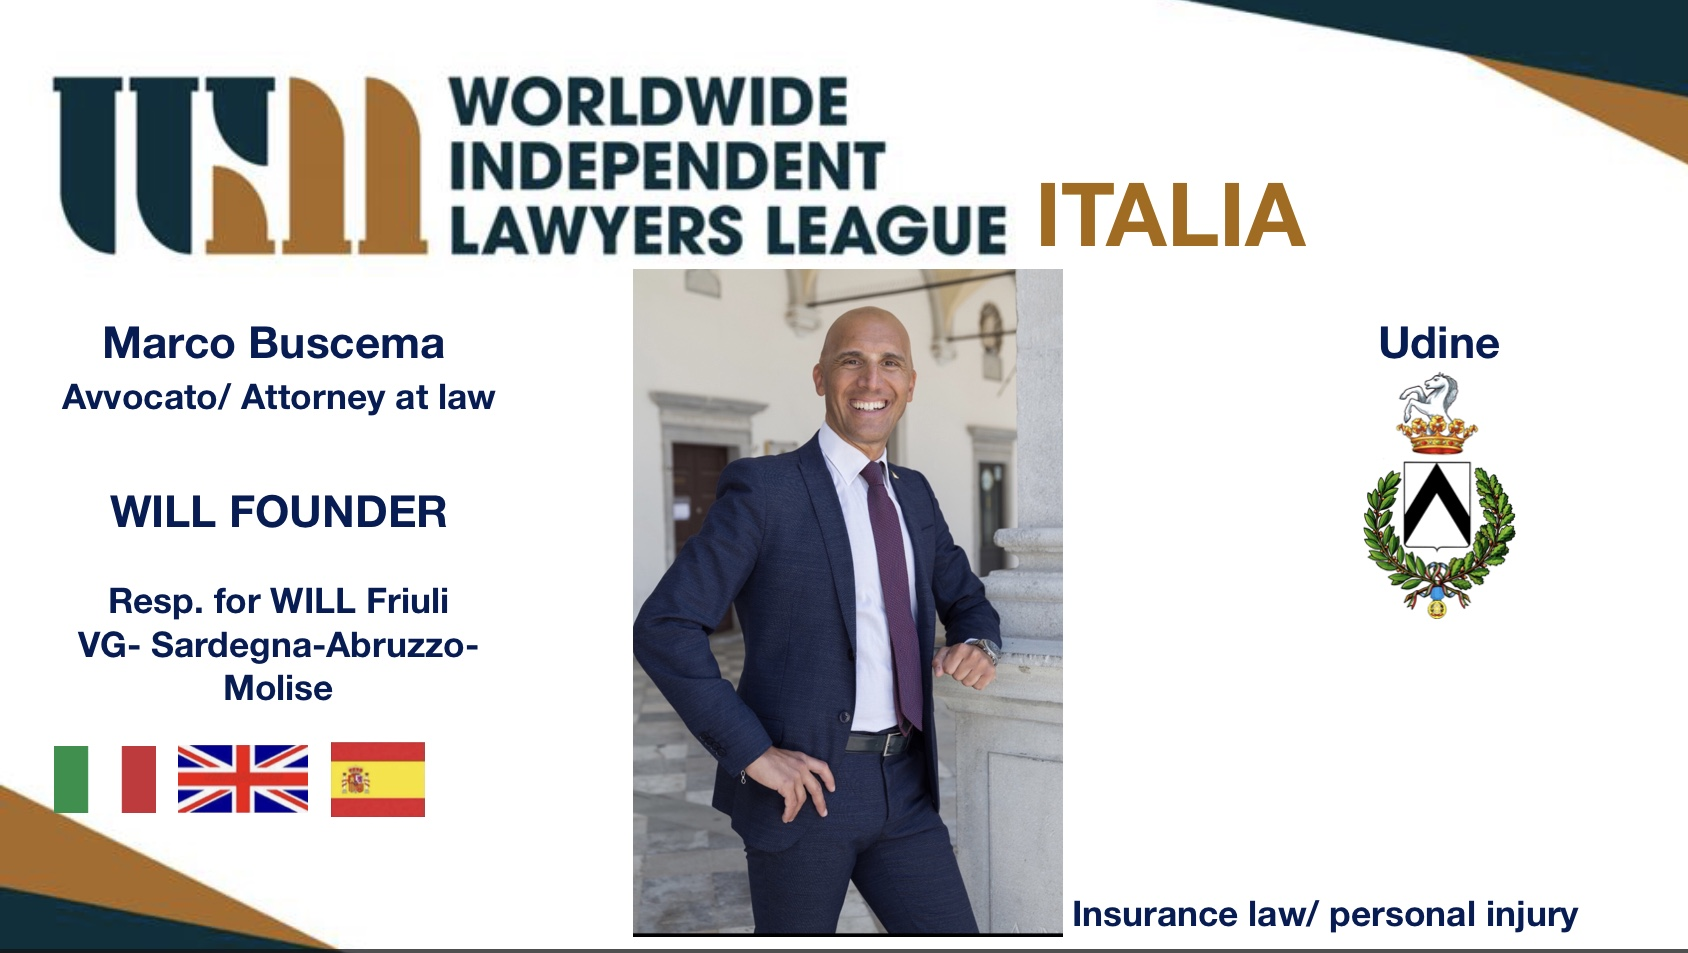 WORLDWIDE
INDEPENDENT
LAWYERS LEAGUE
ITALIA
Marco Buscema
Avvocato/ Attorney at law
WILL FOUNDER
Resp. for WILL Friuli
VG- Sardegna-Abruzzo-
Molise
Udine
Insurance law/ personal injury